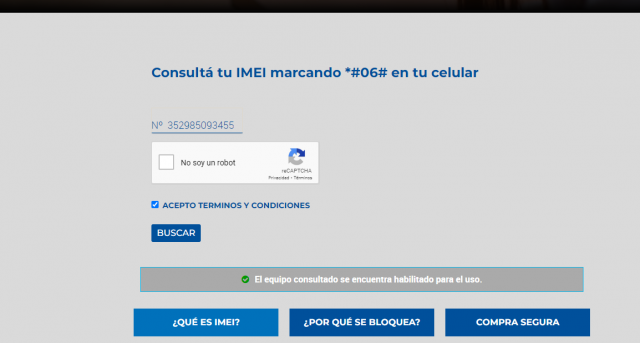 Consultá tu IMEI marcando *#06# en tu celular
Nº 352985093455
No soy un robot
reCAPTCHA
Privacidad - Términos
ACEPTO TERMINOS Y CONDICIONES
BUSCAR
El equipo consultado se encuentra habilitado para el uso.
¿QUÉ ES IMEI?
¿POR QUÉ SE BLOQUEA?
COMPRA SEGURA